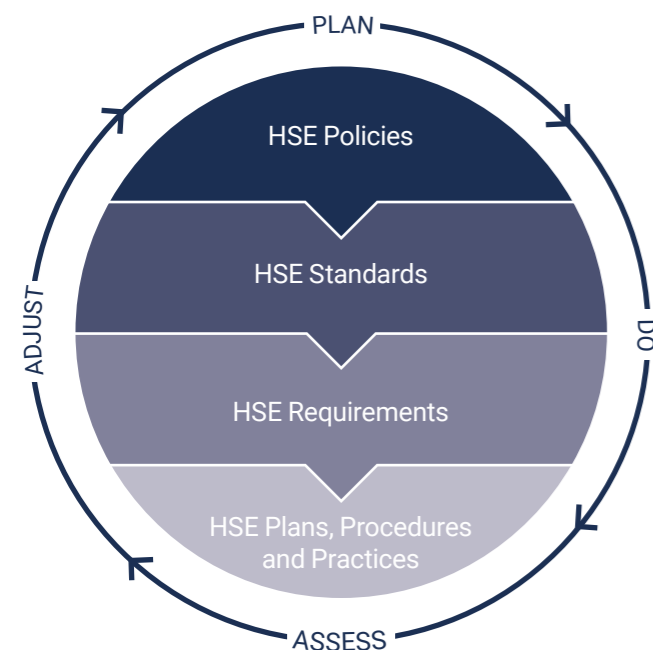 PLAN
HSE Policies
HSE Standards
ADJUST
DO
HSE Requirements
HSE Plans, Procedures
and Practices
ASSESS